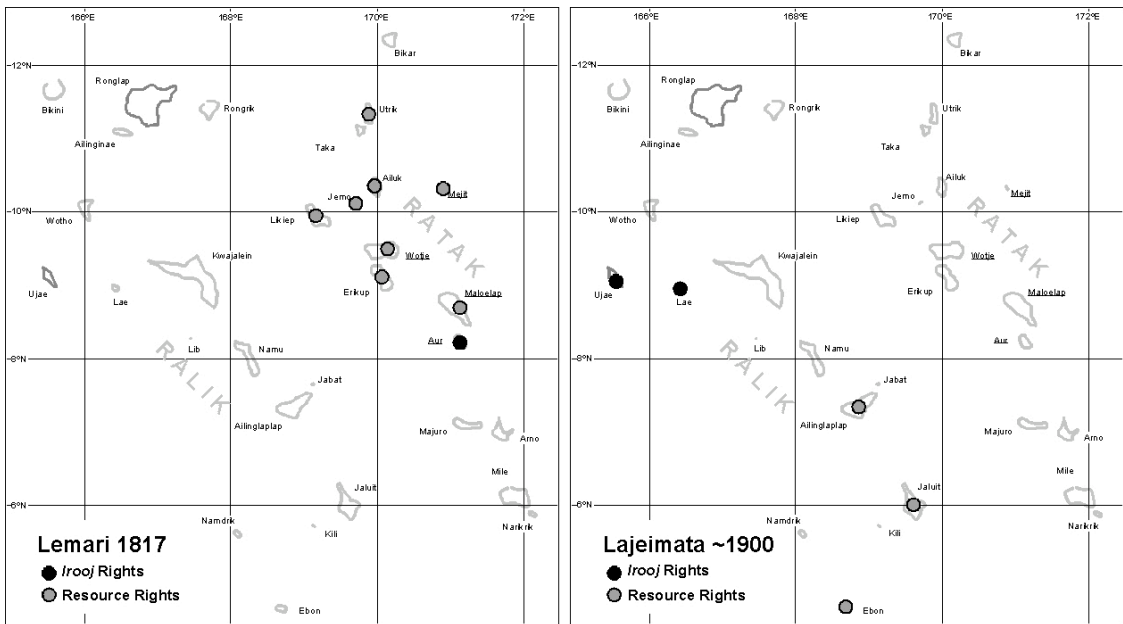 166°E
168°E
170°E
172°E
Bikar
12°N
Ronglap
Bikini
Rongrik
Utrik
Ailinginae
Taka
Ailuk
Jemo
Mejit
10°N
Wotho
Likiep
RATAK
Kwajalein
Wotje
Ujae
Lae
Erikup
Maloelap
Lib
Namu
Aur
8°N
RALIK
Jabat
Ailinglaplap
Majuro
Arno
Mile
Jaluit
6°N
Namdrik
Kili
Narikrik
Lemari 1817
Irooj Rights
Resource Rights
Ebon
166°E
168°E
170°E
172°E
Bikar
12°N
Ronglap
Bikini
Rongrik
Utrik
Ailinginae
Taka
Ailuk
Jemo
Mejit
10°N
Wotho
Likiep
RATAK
Kwajalein
Wotje
Ujae
Lae
Erikup
Maloelap
Lib
Namu
Aur
8°N
RALIK
Jabat
Ailinglaplap
Majuro
Arno
Mile
Jaluit
6°N
Namdrik
Kili
Narikrik
Lajeimata ~1900
Irooj Rights
Resource Rights
Ebon